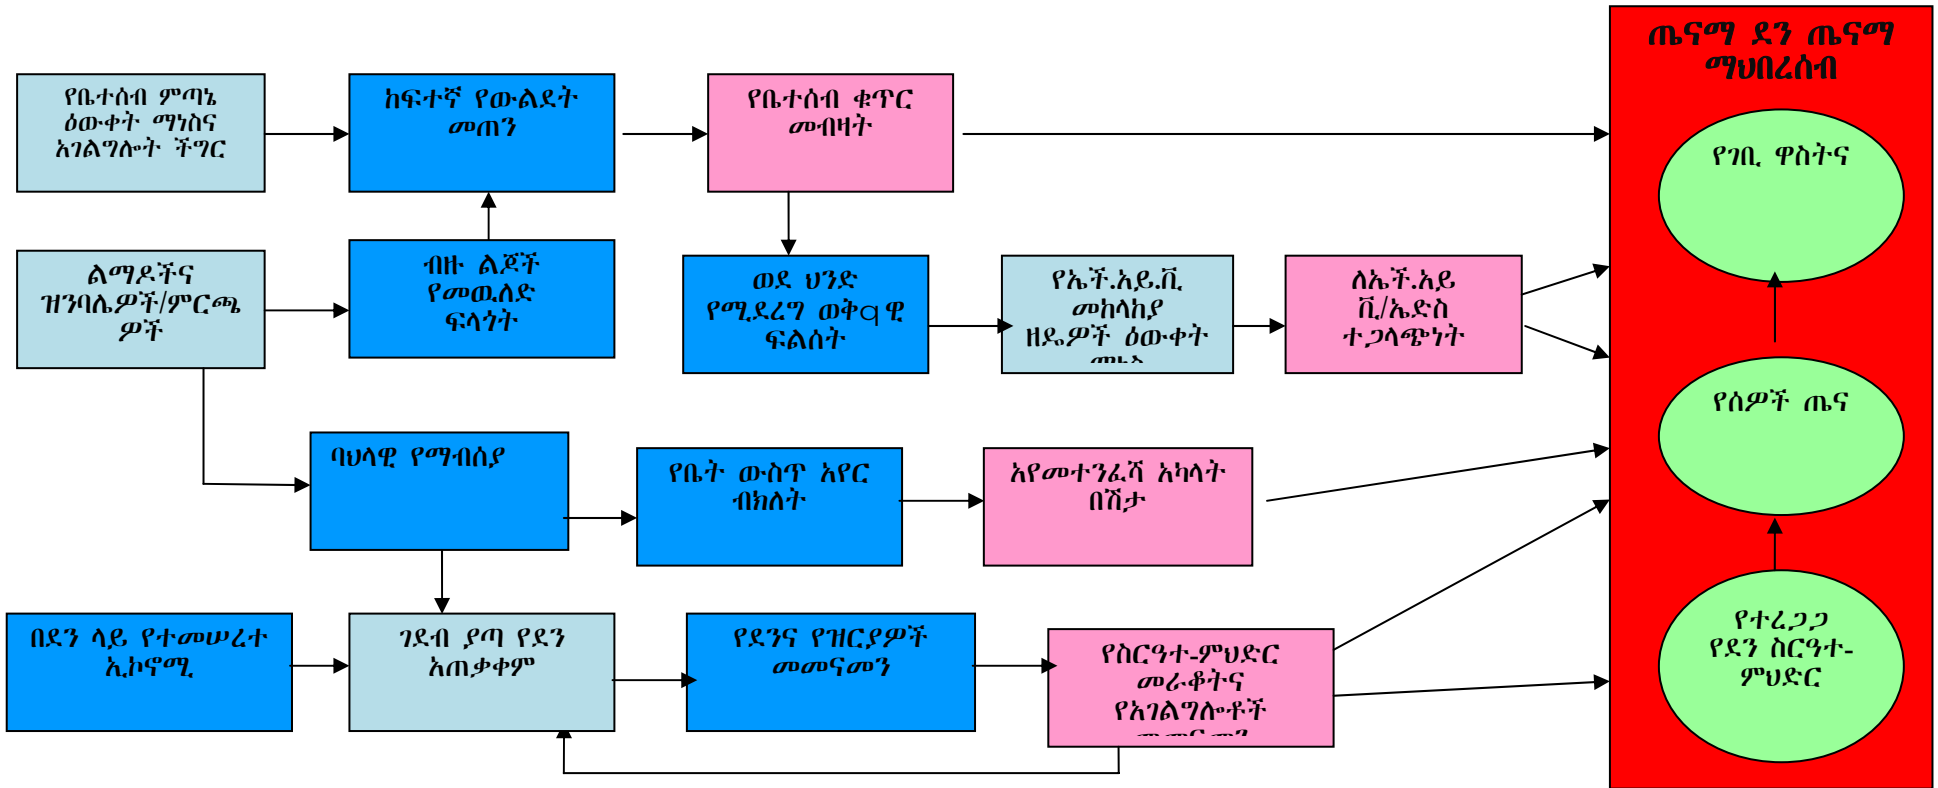 ጤናማ ደን ጤናማ
ማህበረሰብ
የቤተሰብ ምጣኔ
ዕውቀት ማነስና
አገልግሎት ችግር
ከፍተኛ የውልደት
መጠን
የቤተሰብ ቁጥር
መብዛት
የገቢ ዋስትና
ልማዶችና
ዝንባሌዎች/ምርጫ
ዎች
ብዙ ልጆች
የመዉለድ
ፍላጎት
ወደ ህንድ
የሚደረግ ወቅዊ
ፍልሰት
የኤች.አይ.ቪ
መከላከያ
ዘዴዎች ዕውቀት
ለኤች.አይ
ቪ/ኤድስ
ተጋላጭነት
የሰዎች ጤና
ባህላዊ የማብሰያ
የቤት ውስጥ አየር
ብክለት
አየመተንፈሻ አካላት
በሽታ
በደን ላይ የተመሠረተ
ኢኮኖሚ
ገደብ ያጣ የደን
አጠቃቀም
የደንና የዝርያዎች
መመናመን
የስርዓተ-ምህድር
መራቆትና
የአገልግሎቶች
የተረጋጋ
የደን ስርዓተ-
ምህድር